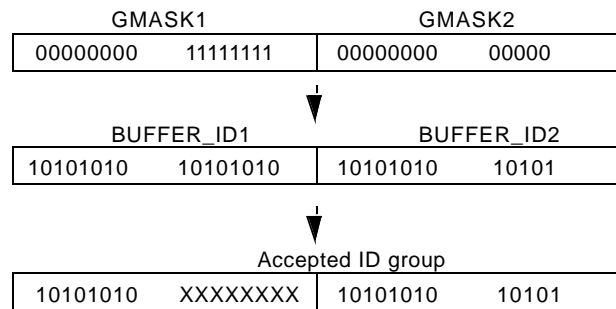 GMASK1 GMASK2
00000000 11111111 00000000 00000
BUFFER_ID1 BUFFER_ID2
10101010 10101010 10101010 10101
Accepted ID group
10101010 XXXXXXXX 10101010 10101